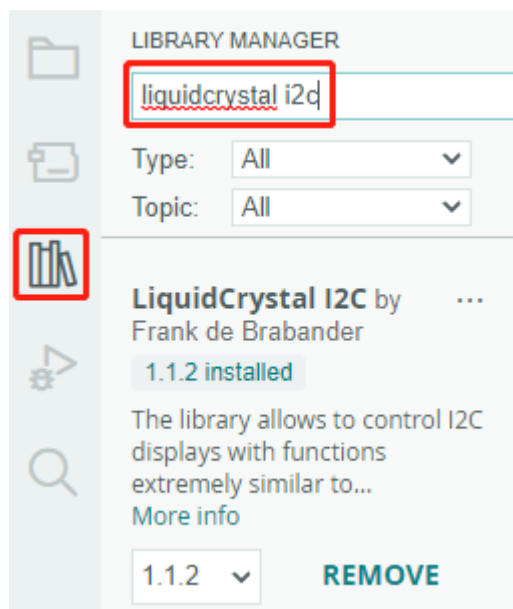 LIBRARY MANAGER
liquidcrystal i2c
Type: All
Topic: All
LiquidCrystal I2C by ...
Frank de Brabander
1.1.2 installed
The library allows to control I2C
displays with functions
extremely similar to...
More info
1.1.2 REMOVE